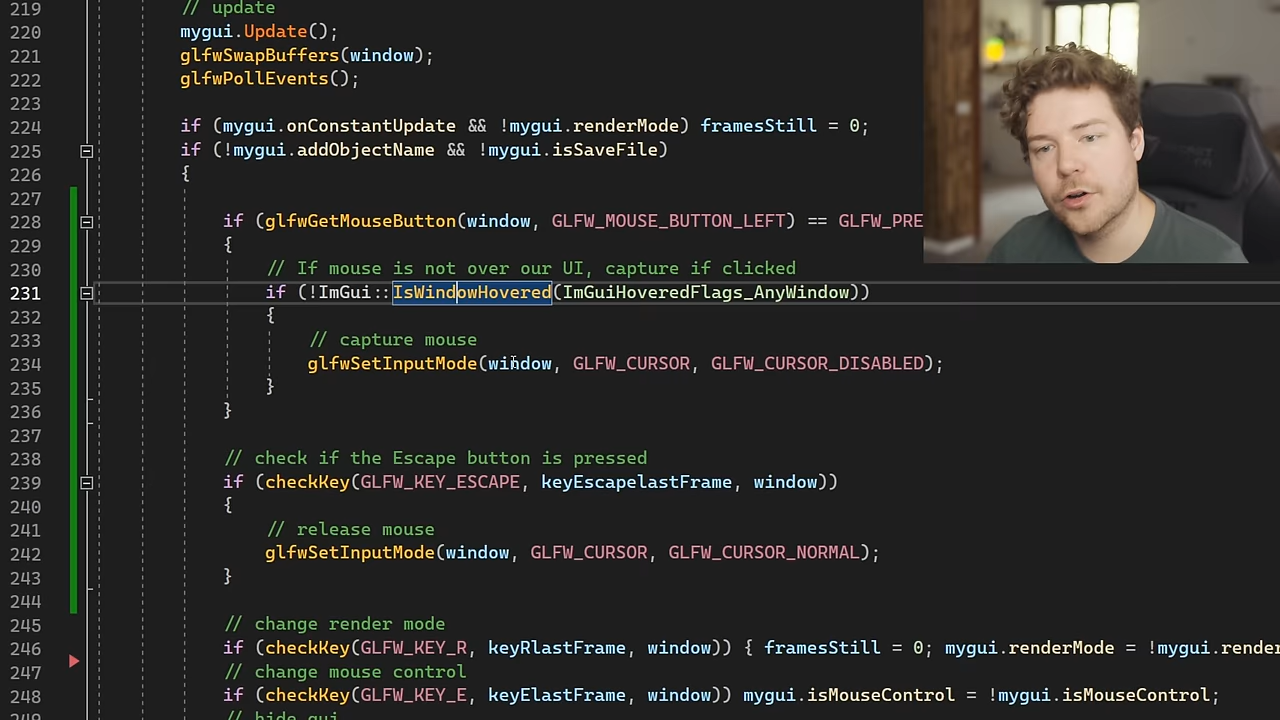 219 // update
220 mygui.Update();
221 glfwSwapBuffers(window);
222 glfwPollEvents();
223
224 if (mygui.onConstantUpdate && !mygui.renderMode) framesStill = 0;
225 if (!mygui.addObjectName && !mygui.isSaveFile)
226 {
227
228 if (glfwGetMouseButton(window, GLFW_MOUSE_BUTTON_LEFT) == GLFW_PRE
229 {
230 // If mouse is not over our UI, capture if clicked
231 if (!ImGui::IsWindowHovered(ImGuiHoveredFlags_AnyWindow))
232 {
233 // capture mouse
234 glfwSetInputMode(window, GLFW_CURSOR, GLFW_CURSOR_DISABLED);
235 }
236 }
237
238 // check if the Escape button is pressed
239 if (checkKey(GLFW_KEY_ESCAPE, keyEscapelastFrame, window))
240 {
241 // release mouse
242 glfwSetInputMode(window, GLFW_CURSOR, GLFW_CURSOR_NORMAL);
243 }
244
245 // change render mode
246 if (checkKey(GLFW_KEY_R, keyRlastFrame, window)) { framesStill = 0; mygui.renderMode = !mygui.render
247 // change mouse control
248 if (checkKey(GLFW_KEY_E, keyElastFrame, window)) mygui.isMouseControl = !mygui.isMouseControl;
// hide gui